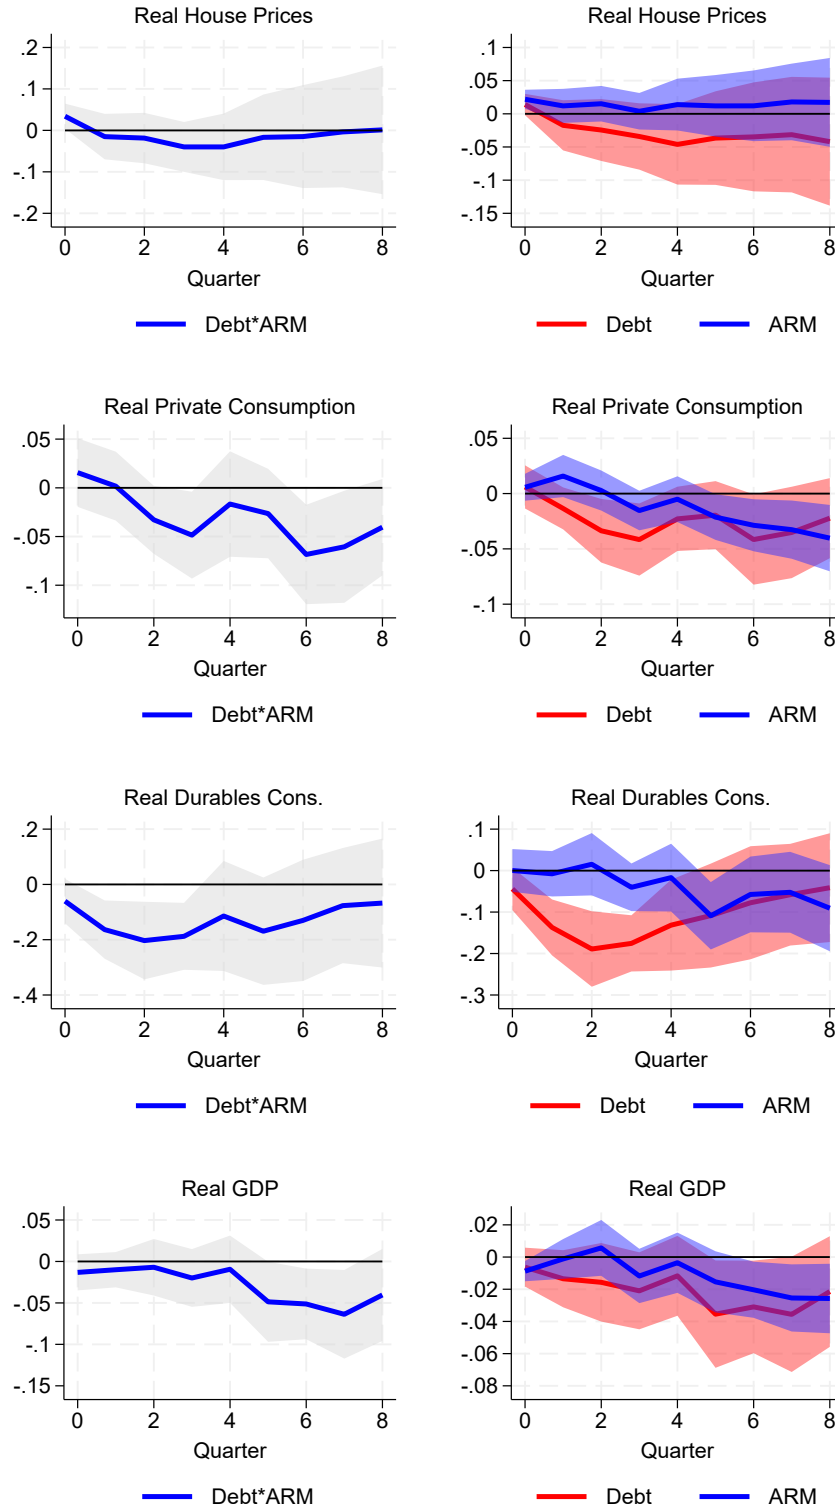 Real House Prices
.2
.1
0
-.1
-.2
0 2 4 6 8
Quarter
Debt*ARM
Real House Prices
.1
.05
0
-.05
-.1
-.15
0 2 4 6 8
Quarter
Debt ARM
Real Private Consumption
.05
0
-.05
-.1
0 2 4 6 8
Quarter
Debt*ARM
Real Private Consumption
.05
0
-.05
-.1
0 2 4 6 8
Quarter
Debt ARM
Real Durables Cons.
.2
0
-.2
-.4
0 2 4 6 8
Quarter
Debt*ARM
Real Durables Cons.
.1
0
-.1
-.2
-.3
0 2 4 6 8
Quarter
Debt ARM
Real GDP
.05
0
-.05
-.1
-.15
0 2 4 6 8
Quarter
Debt*ARM
Real GDP
.02
0
-.02
-.04
-.06
-.08
0 2 4 6 8
Quarter
Debt ARM